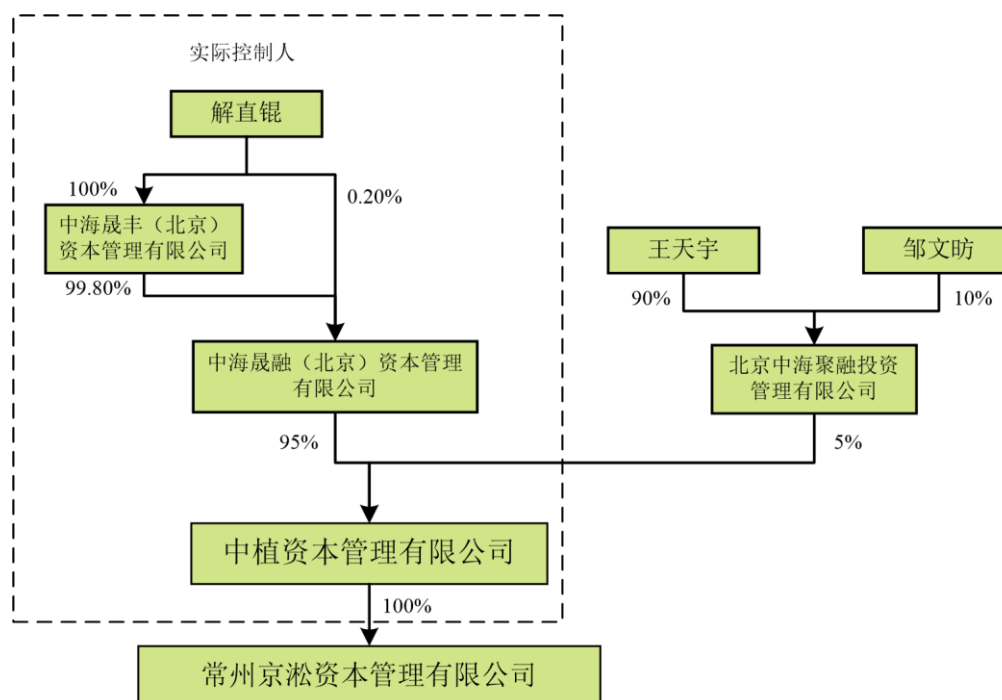 实际控制人
解直锟
100%
0.20%
中海晟丰（北京）
资本管理有限公司
王天宇
邹文昉
99.80%
90%
10%
中海晟融（北京）资本管理
有限公司
北京中海聚融投资
管理有限公司
95%
5%
中植资本管理有限公司
100%
常州京淞资本管理有限公司